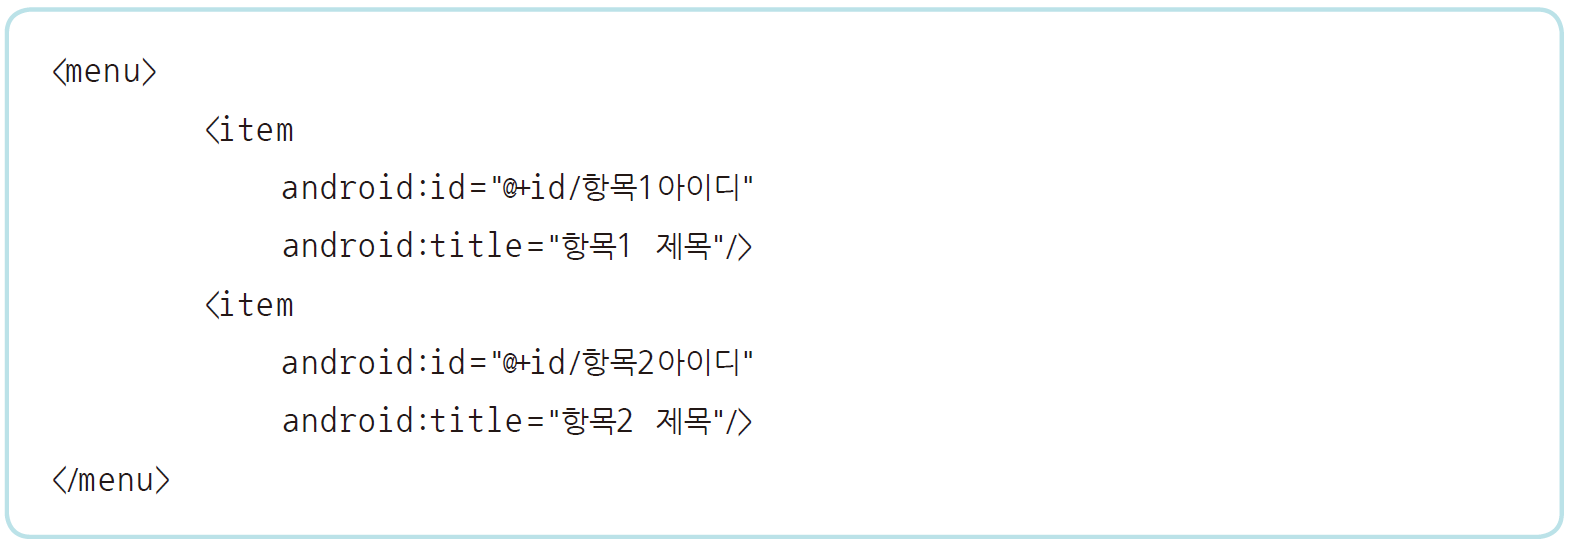 <menu>
<item
android:id="@+id/항목1아이디"
android:title="항목1 제목"/>
<item
android:id="@+id/항목2아이디"
android:title="항목2 제목"/>
</menu>